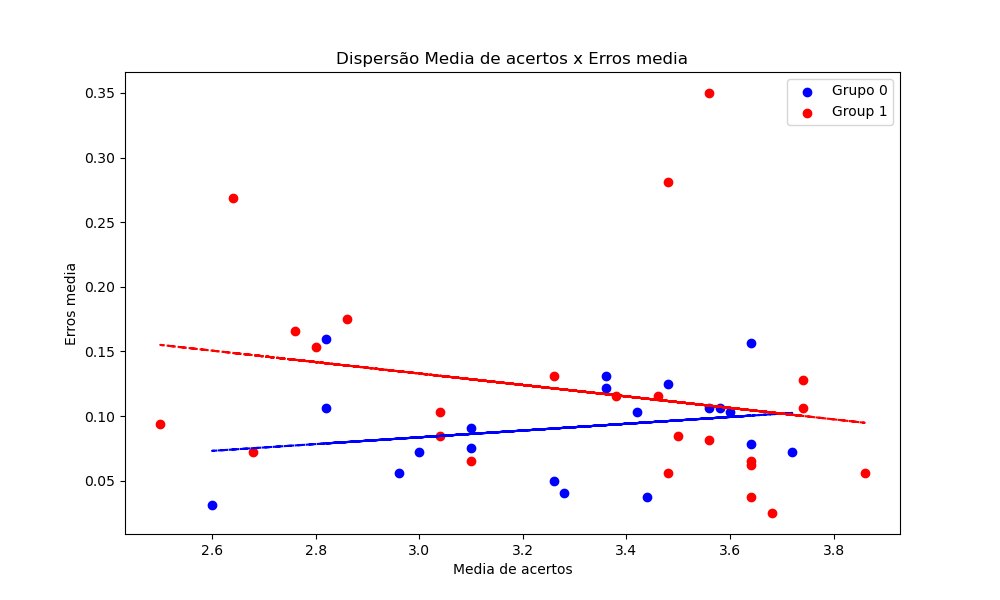 Dispersão Media de acertos x Erros media
Grupo 0
Group 1
0.35
0.30
0.25
0.20
0.15
0.10
0.05
Erros media
2.6 2.8 3.0 3.2 3.4 3.6 3.8
Media de acertos